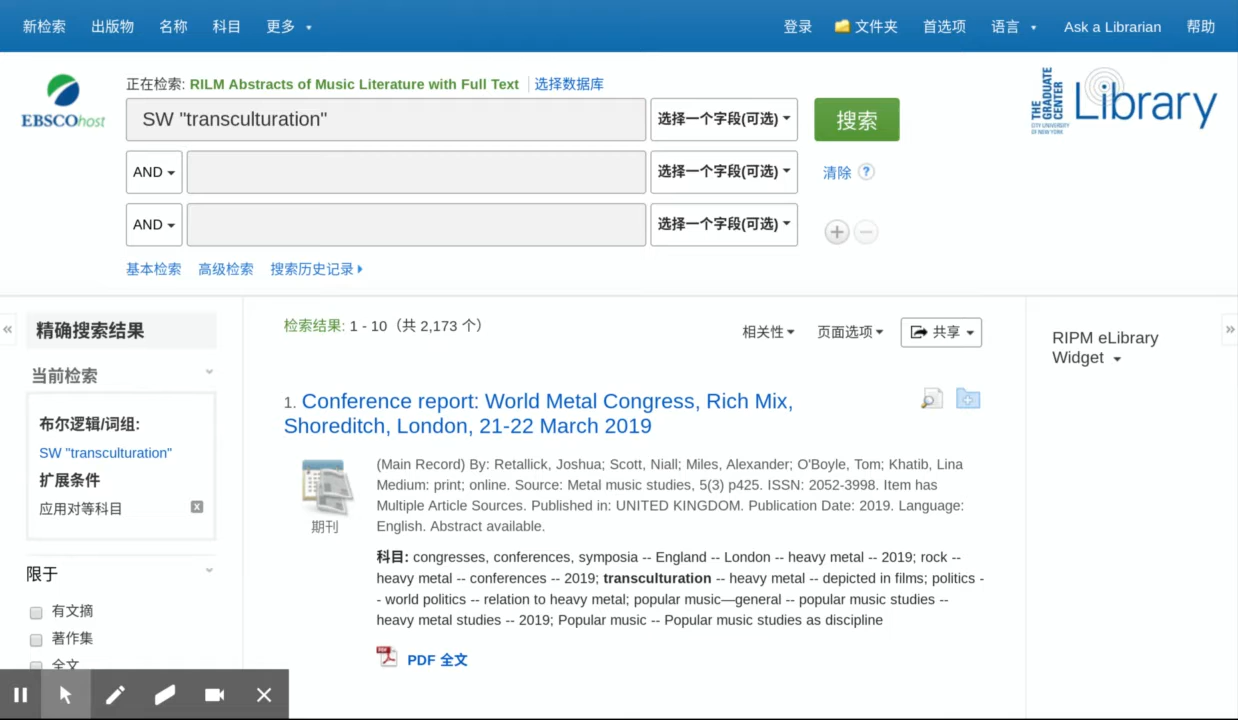 新检索 出版物 名称 科目 更多 登录 文件夹 首选项 语言 Ask a Librarian 帮助
EBSCOhost
正在检索: RILM Abstracts of Music Literature with Full Text 选择数据库
SW "transculturation" 选择一个字段(可选) 搜索
AND 选择一个字段(可选) 清除 ?
AND 选择一个字段(可选)
基本检索 高级检索 搜索历史记录
THE GRADUATE CENTER
CITY UNIVERSITY OF NEW YORK
Library
精确搜索结果
当前检索
布尔逻辑/词组:
SW "transculturation"
扩展条件
应用对等科目
限于
有文摘
著作集
全文
检索结果: 1 - 10（共 2,173 个）
相关性 页面选项 共享
1. Conference report: World Metal Congress, Rich Mix,
Shoreditch, London, 21-22 March 2019
期刊
(Main Record) By: Retallick, Joshua; Scott, Niall; Miles, Alexander; O'Boyle, Tom; Khatib, Lina
Medium: print; online. Source: Metal music studies, 5(3) p425. ISSN: 2052-3998. Item has
Multiple Article Sources. Published in: UNITED KINGDOM. Publication Date: 2019. Language:
English. Abstract available.
科目: congresses, conferences, symposia -- England -- London -- heavy metal -- 2019; rock --
heavy metal -- conferences -- 2019; transculturation -- heavy metal -- depicted in films; politics -
- world politics -- relation to heavy metal; popular music—general -- popular music studies --
heavy metal studies -- 2019; Popular music -- Popular music studies as discipline
PDF 全文
RIPM eLibrary
Widget